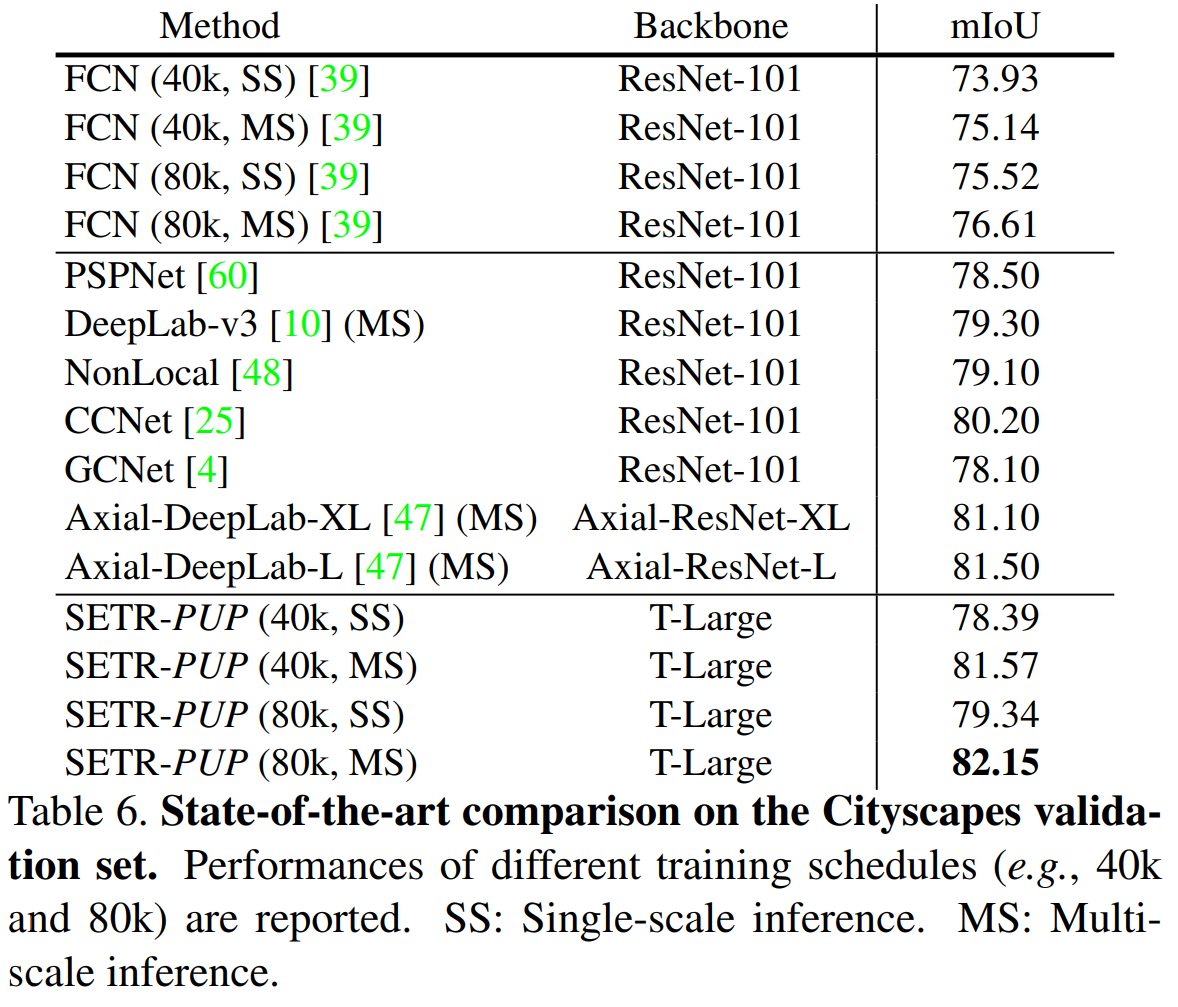 Method Backbone mIoU
FCN (40k, SS) [39] ResNet-101 73.93
FCN (40k, MS) [39] ResNet-101 75.14
FCN (80k, SS) [39] ResNet-101 75.52
FCN (80k, MS) [39] ResNet-101 76.61
PSPNet [60] ResNet-101 78.50
DeepLab-v3 [10] (MS) ResNet-101 79.30
NonLocal [48] ResNet-101 79.10
CCNet [25] ResNet-101 80.20
GCNet [4] ResNet-101 78.10
Axial-DeepLab-XL [47] (MS) Axial-ResNet-XL 81.10
Axial-DeepLab-L [47] (MS) Axial-ResNet-L 81.50
SETR-PUP (40k, SS) T-Large 78.39
SETR-PUP (40k, MS) T-Large 81.57
SETR-PUP (80k, SS) T-Large 79.34
SETR-PUP (80k, MS) T-Large 82.15
Table 6. State-of-the-art comparison on the Cityscapes valida-
tion set. Performances of different training schedules (e.g., 40k
and 80k) are reported. SS: Single-scale inference. MS: Multi-
scale inference.